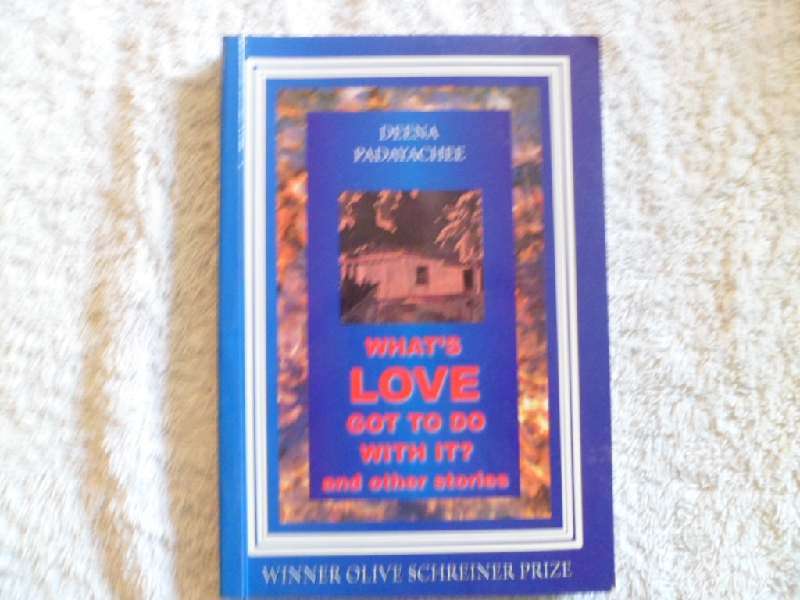 DEENA
PADAYACHEE
WHAT'S
LOVE
GOT TO DO
WITH IT?
and other stories
WINNER OLIVE SCHREINER PRIZE